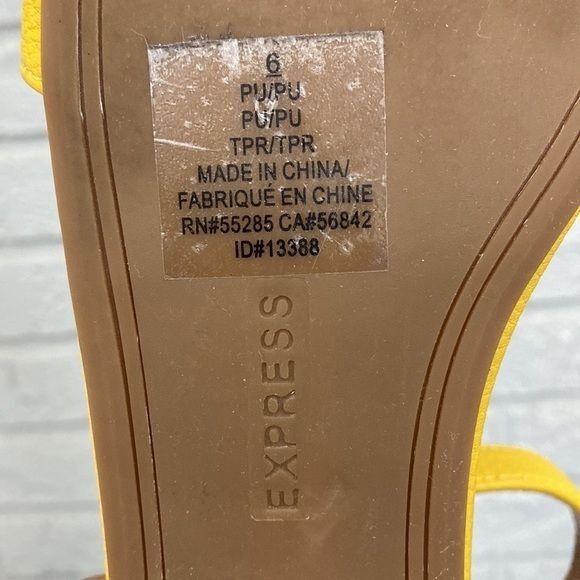 6
PU/PU
PU/PU
TPR/TPR
MADE IN CHINA/
FABRIQUÉ EN CHINE
RN#55285 CA#56842
ID#13388
EXPRESS